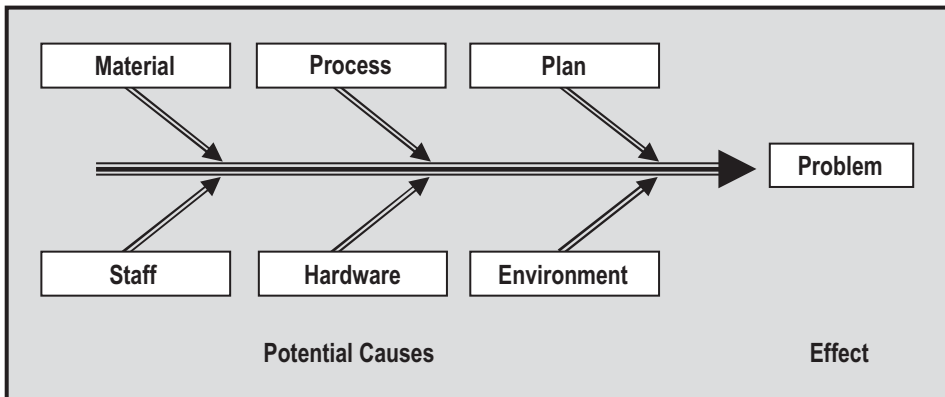 Material
Process
Plan
Problem
Staff
Hardware
Environment
Potential Causes
Effect